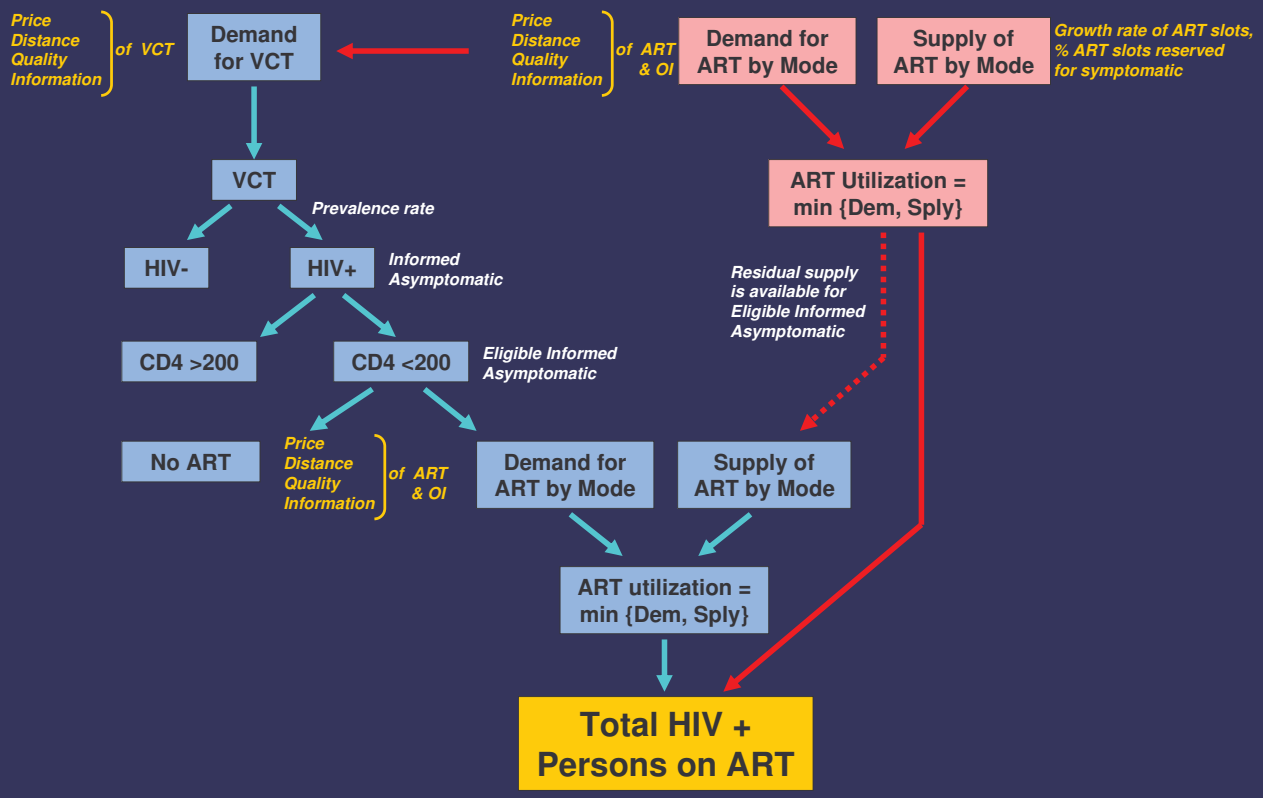 Price
Distance
Quality
Information
of VCT
Demand
for VCT
Price
Distance
Quality
Information
of ART
& OI
Demand for
ART by Mode
Supply of
ART by Mode
Growth rate of ART slots,
% ART slots reserved
for symptomatic
VCT
Prevalence rate
ART Utilization =
min {Dem, Sply}
HIV-
HIV+
Informed
Asymptomatic
Residual supply
is available for
Eligible Informed
Asymptomatic
CD4 >200
CD4 <200
Eligible Informed
Asymptomatic
No ART
Price
Distance
Quality
Information
of ART
& OI
Demand for
ART by Mode
Supply of
ART by Mode
ART utilization =
min {Dem, Sply}
Total HIV +
Persons on ART